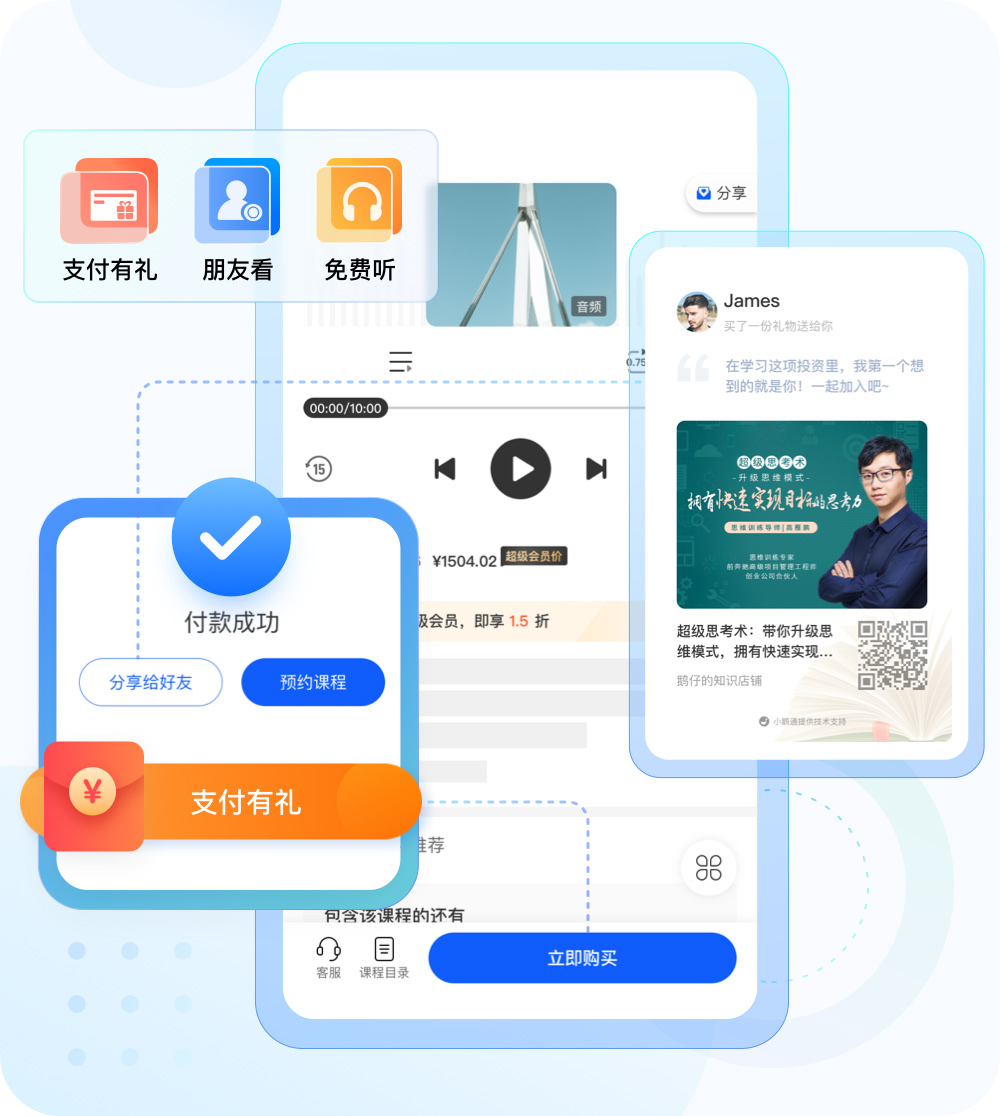 支付有礼
朋友看
免费听
分享
音频
0.75
00:00/10:00
15
¥1504.02
超级会员价
级会员，即享 1.5 折
推荐
包含该课程的还有
客服
课程目录
立即购买
付款成功
分享给好友
预约课程
¥
支付有礼
James
买了一份礼物送给你
在学习这项投资里，我第一个想
到的就是你！一起加入吧~
超级思考术
-升级思维模式-
拥有快速实现目标的思考力
思维训练导师|高雁鹏
思维训练专家
前奔驰高级项目管理工程师
创业公司合伙人
超级思考术：带你升级思
维模式，拥有快速实现...
鹅仔的知识店铺
小鹅通提供技术支持